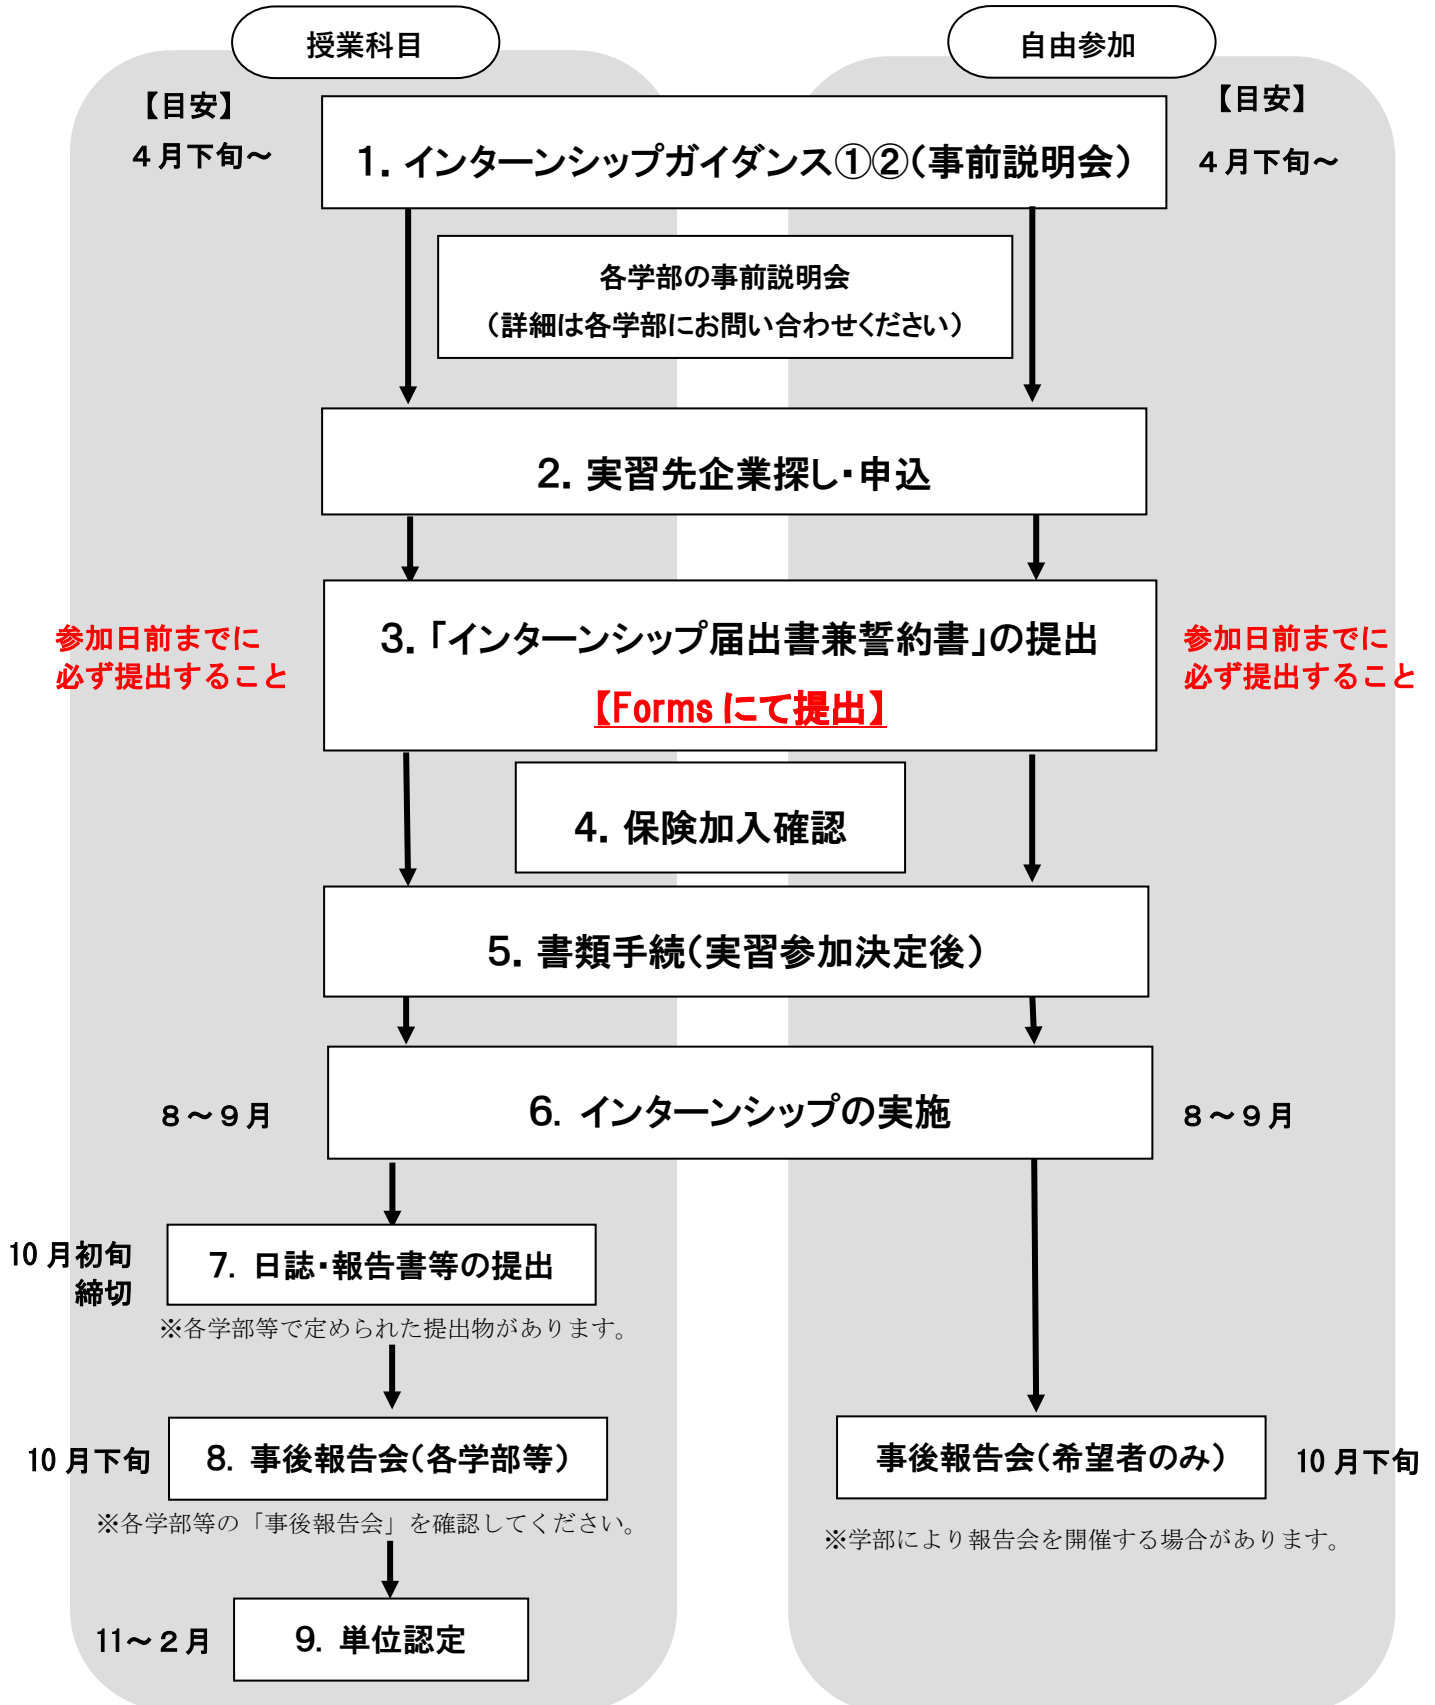 授業科目
自由参加
【目安】
４月下旬～
【目安】
４月下旬～
1. インターンシップガイダンス①②(事前説明会)
各学部の事前説明会
（詳細は各学部にお問い合わせください）
2. 実習先企業探し・申込
参加日前までに
必ず提出すること
3.「インターンシップ届出書兼誓約書」の提出
【Forms にて提出】
参加日前までに
必ず提出すること
4. 保険加入確認
5. 書類手続(実習参加決定後)
８～９月
6. インターンシップの実施
８～９月
10 月初旬
締切
7. 日誌・報告書等の提出
※各学部等で定められた提出物があります。
10 月下旬
8. 事後報告会(各学部等)
※各学部等の「事後報告会」を確認してください。
事後報告会(希望者のみ)
10 月下旬
※学部により報告会を開催する場合があります。
11～２月
9. 単位認定